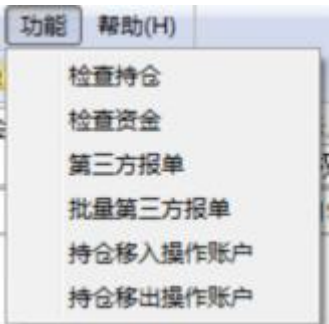 功能 帮助(H)
检查持仓
检查资金
第三方报单
批量第三方报单
持仓移入操作账户
持仓移出操作账户